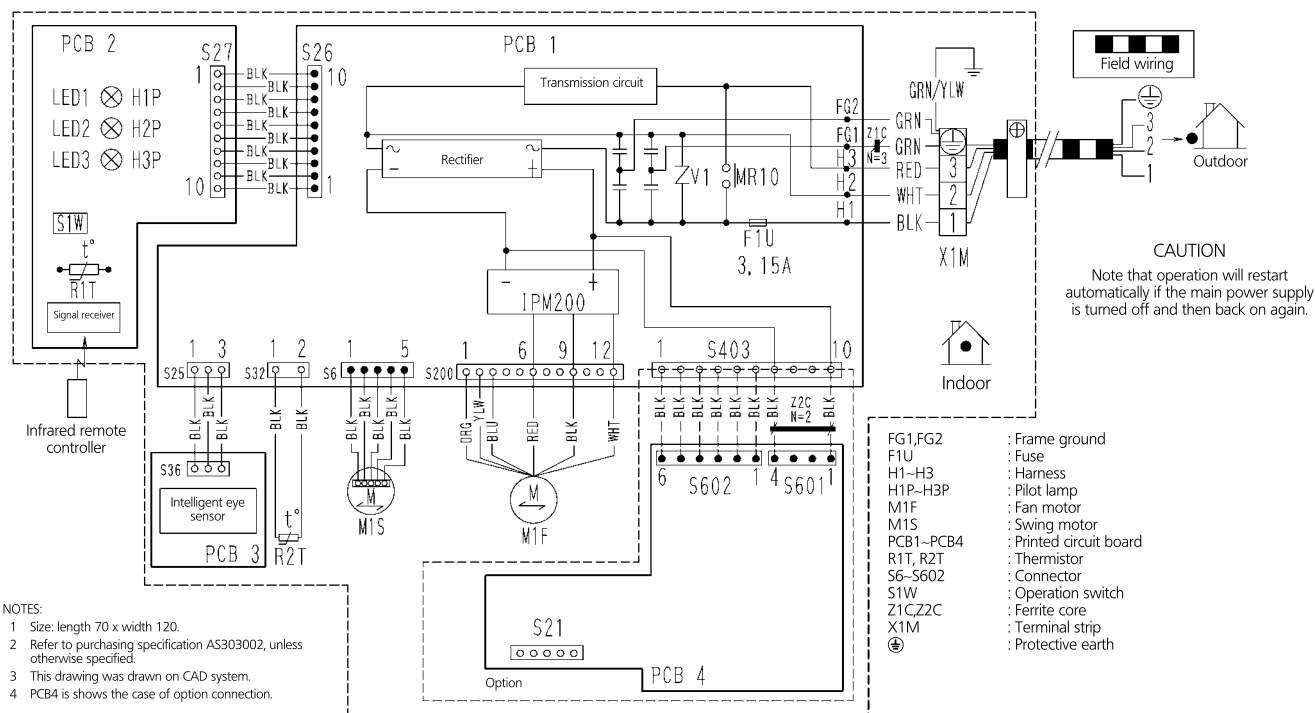 PCB 2
S27
S26
PCB 1
1
BLK
10
BLK
LED1 H1P
BLK
BLK
LED2 H2P
BLK
BLK
LED3 H3P
BLK
BLK
10
BLK
1
BLK
Transmission circuit
Rectifier
~
~
-
+
V1
MR10
FG2
FG1
H3
H2
H1
F1U
3.15A
GRN/YLW
GRN
Z1C
N=3
GRN
RED
WHT
BLK
3
2
1
X1M
Field wiring
3
2
1
Outdoor
CAUTION
Note that operation will restart
automatically if the main power supply
is turned off and then back on again.
S1W
t°
R1T
Signal receiver
Infrared remote
controller
- +
IPM200
Indoor
1 3
S25
1 2
S32
1 5
S6
1 6 9 12
S200
1 S403 10
BLK
BLK
BLK
BLK
BLK
BLK
BLK
BLK
BLK
BLK
ORG
YLW
BLU
RED
BLK
WHT
BLK
BLK
BLK
BLK
BLK
BLK
BLK
BLK
Z2C
N=2
S36
Intelligent eye
sensor
PCB 3
t°
R2T
M
M1S
M
M1F
6 S602 1
4 S601 1
S21
Option
PCB 4
FG1,FG2 : Frame ground
F1U : Fuse
H1~H3 : Harness
H1P~H3P : Pilot lamp
M1F : Fan motor
M1S : Swing motor
PCB1~PCB4 : Printed circuit board
R1T, R2T : Thermistor
S6~S602 : Connector
S1W : Operation switch
Z1C,Z2C : Ferrite core
X1M : Terminal strip
: Protective earth
NOTES:
1 Size: length 70 x width 120.
2 Refer to purchasing specification AS303002, unless
otherwise specified.
3 This drawing was drawn on CAD system.
4 PCB4 is shows the case of option connection.